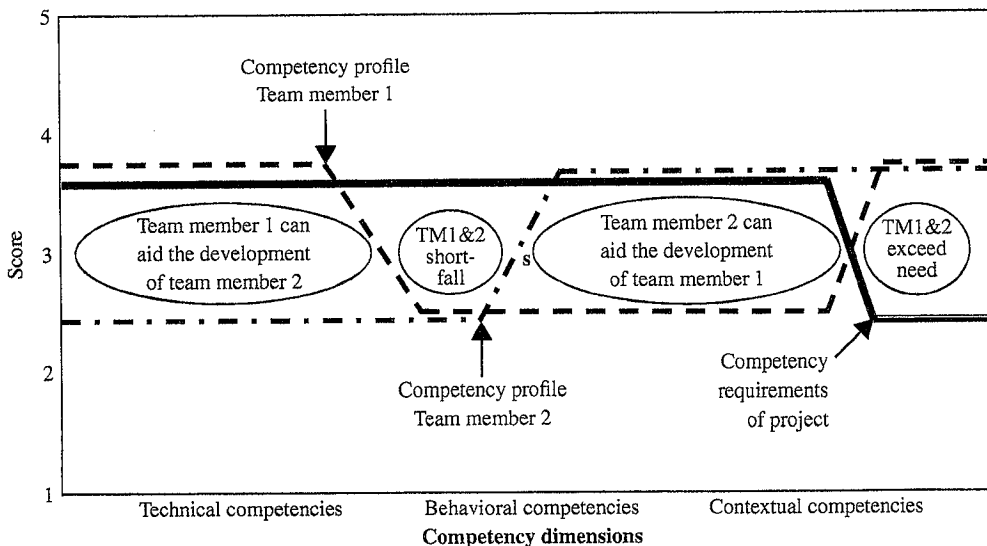 5
Competency profile
Team member 1
4
Team member 1 can
aid the development
of team member 2
TM1&2
short-
fall
s
Team member 2 can
aid the development
of team member 1
TM1&2
exceed
need
3
Score
2
Competency profile
Team member 2
Competency
requirements
of project
1
Technical competencies
Behavioral competencies
Contextual competencies
Competency dimensions